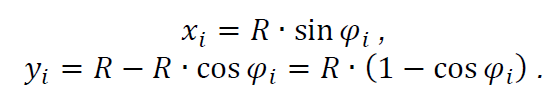 xᵢ = R · sin φᵢ ,
yᵢ = R − R · cos φᵢ = R · (1 − cos φᵢ) .